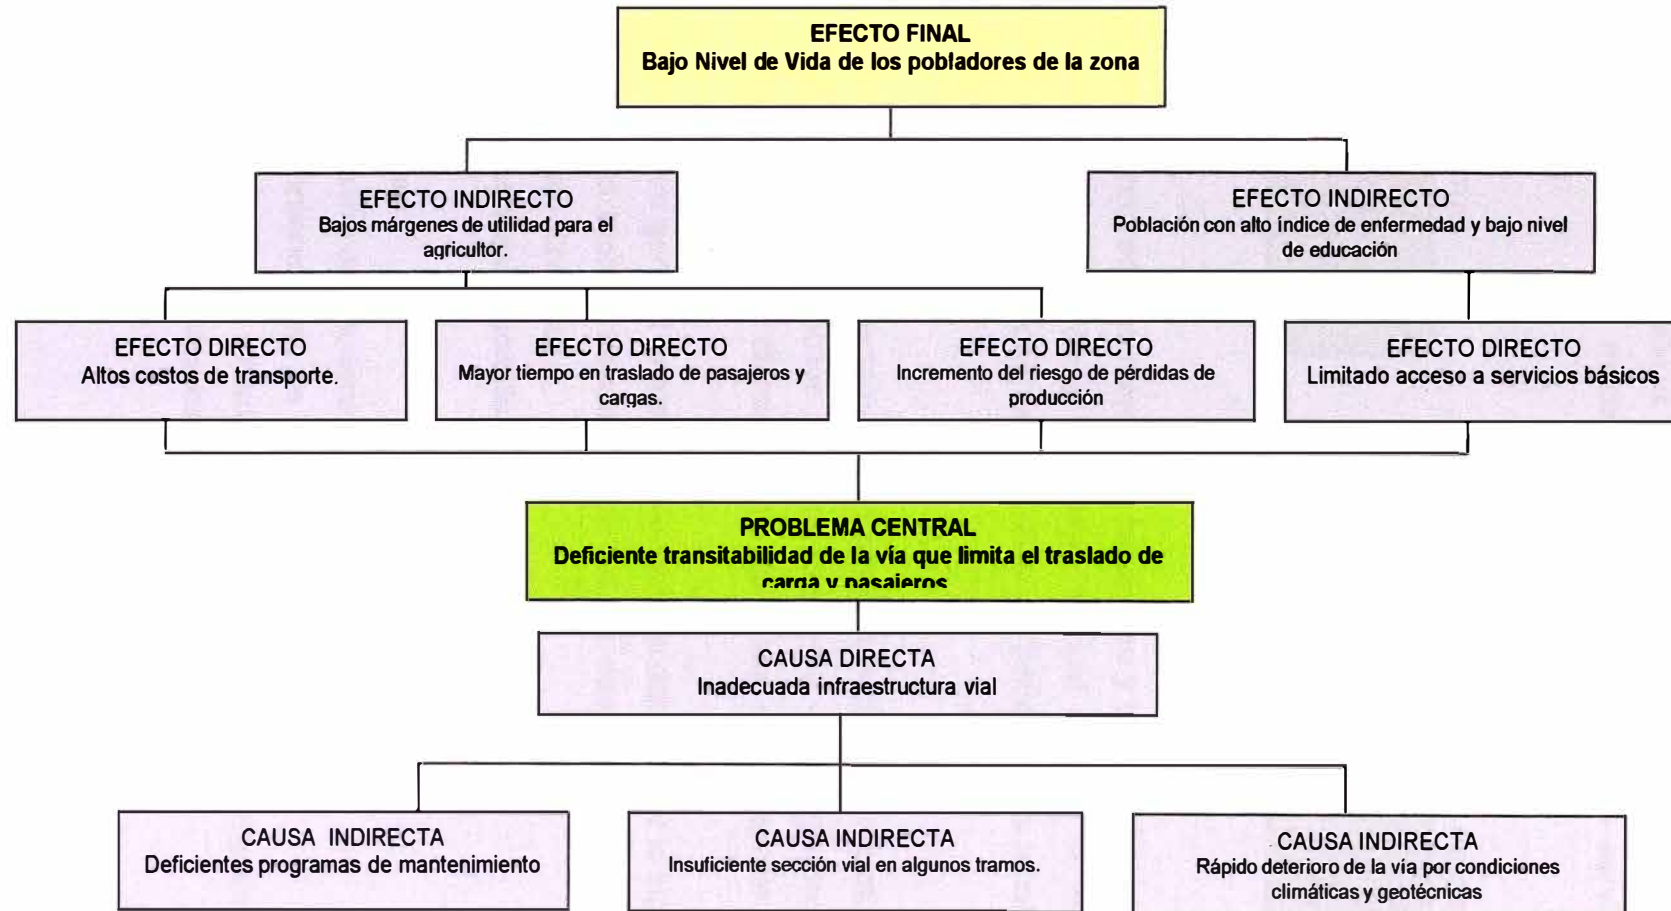 EFECTO FINAL
Bajo Nivel de Vida de los pobladores de la zona
EFECTO INDIRECTO
Bajos márgenes de utilidad para el
agricultor.
EFECTO INDIRECTO
Población con alto índice de enfermedad y bajo nivel
de educación
EFECTO DIRECTO
Altos costos de transporte.
EFECTO DIRECTO
Mayor tiempo en traslado de pasajeros y
cargas.
EFECTO DIRECTO
Incremento del riesgo de pérdidas de
producción
EFECTO DIRECTO
Limitado acceso a servicios básicos
PROBLEMA CENTRAL
Deficiente transitabilidad de la vía que limita el traslado de
carga y pasajeros
CAUSA DIRECTA
Inadecuada infraestructura vial
CAUSA INDIRECTA
Deficientes programas de mantenimiento
CAUSA INDIRECTA
Insuficiente sección vial en algunos tramos.
CAUSA INDIRECTA
Rápido deterioro de la vía por condiciones
climáticas y geotécnicas